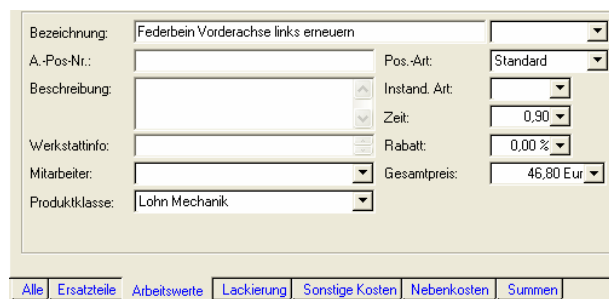 Bezeichnung: Federbein Vorderachse links erneuern
A.-Pos-Nr.: Pos.-Art: Standard
Beschreibung: Instand. Art:
Zeit: 0,90
Werkstattinfo: Rabatt: 0,00 %
Mitarbeiter: Gesamtpreis: 46,80 Eur
Produktklasse: Lohn Mechanik
Alle Ersatzteile Arbeitswerte Lackierung Sonstige Kosten Nebenkosten Summen